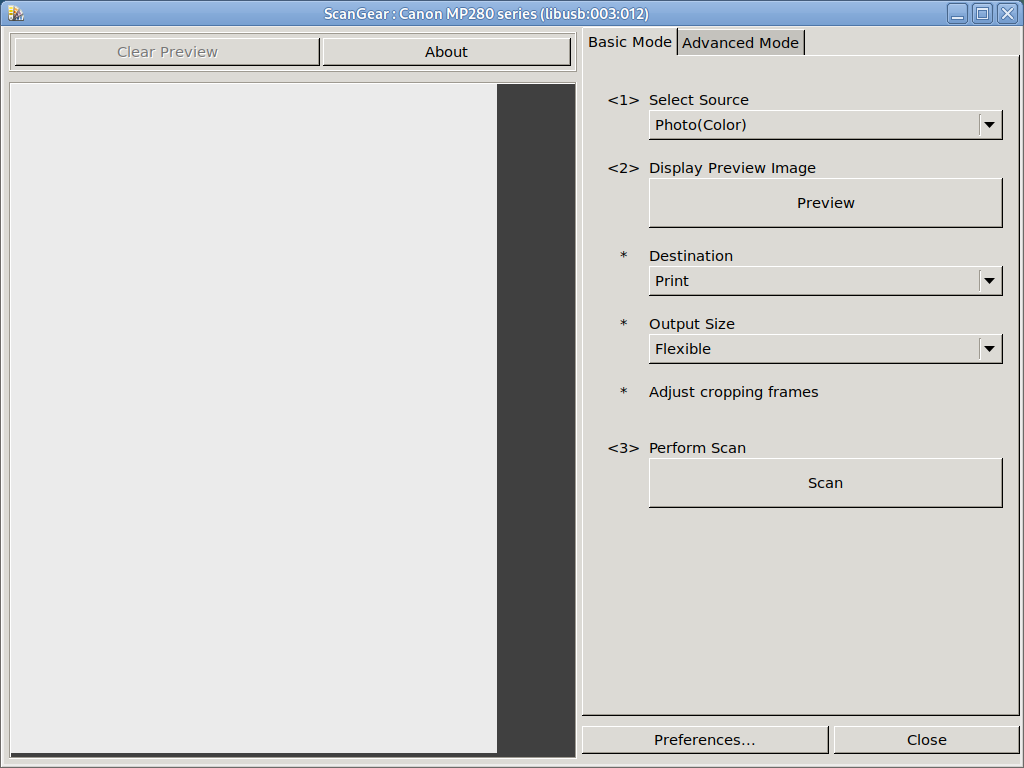 ScanGear : Canon MP280 series (libusb:003:012)
Clear Preview
About
Basic Mode
Advanced Mode
<1> Select Source
Photo(Color)
<2> Display Preview Image
Preview
* Destination
Print
* Output Size
Flexible
* Adjust cropping frames
<3> Perform Scan
Scan
Preferences...
Close